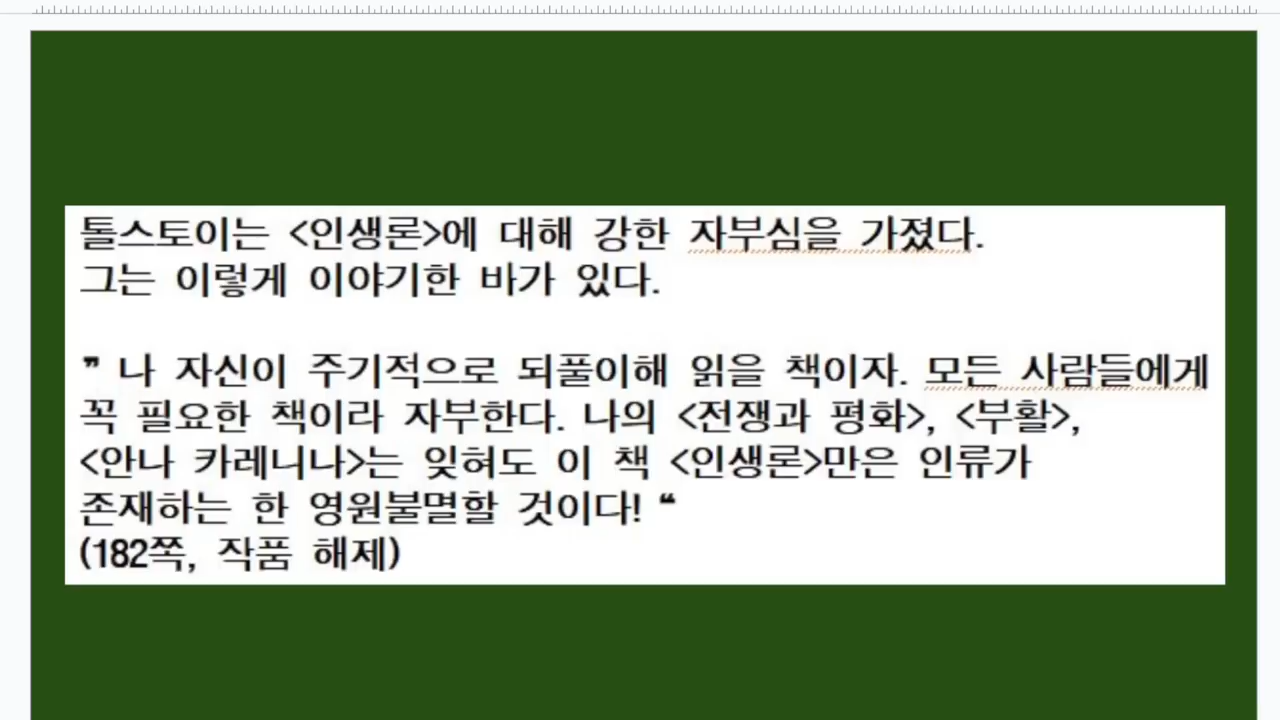 톨스토이는 <인생론>에 대해 강한 자부심을 가졌다.
그는 이렇게 이야기한 바가 있다.
❞ 나 자신이 주기적으로 되풀이해 읽을 책이자. 모든 사람들에게
꼭 필요한 책이라 자부한다. 나의 <전쟁과 평화>, <부활>,
<안나 카레니나>는 잊혀도 이 책 <인생론>만은 인류가
존재하는 한 영원불멸할 것이다! ❝
(182쪽, 작품 해제)